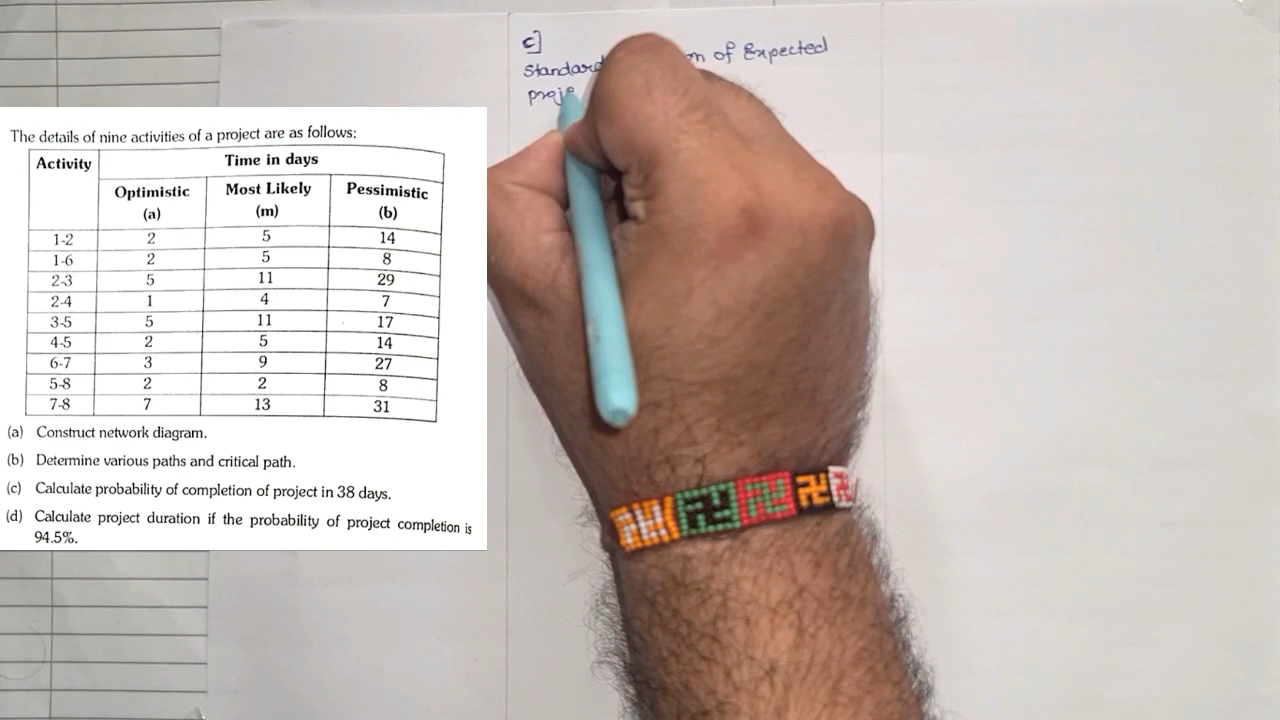 c]
Standard on of Expected
proje
The details of nine activities of a project are as follows:
Activity Time in days
Optimistic (a) Most Likely (m) Pessimistic (b)
1-2 2 5 14
1-6 2 5 8
2-3 5 11 29
2-4 1 4 7
3-5 5 11 17
4-5 2 5 14
6-7 3 9 27
5-8 2 2 8
7-8 7 13 31
(a) Construct network diagram.
(b) Determine various paths and critical path.
(c) Calculate probability of completion of project in 38 days.
(d) Calculate project duration if the probability of project completion is
94.5%.